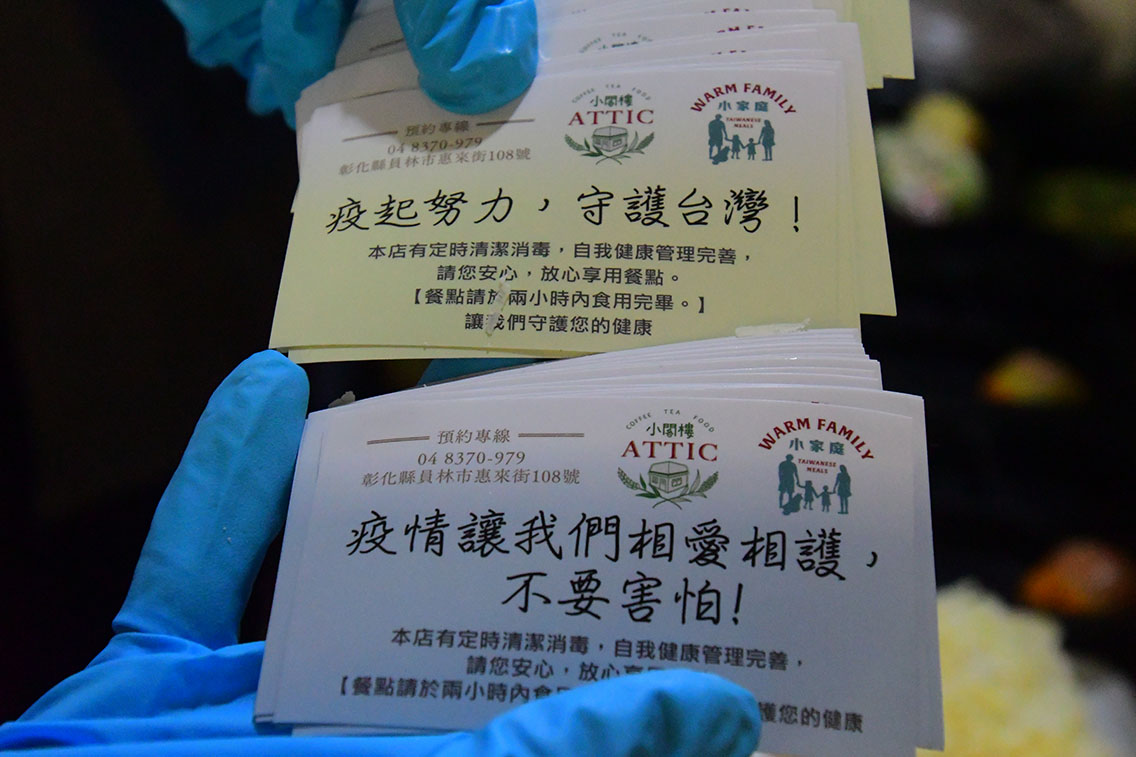 預約專線
04 8370-979
彰化縣員林市惠來街108號
COFFEE TEA FOOD
小閣樓
ATTIC
WARM FAMILY
小家庭
TAIWANESE
MEALS
疫起努力，守護台灣！
本店有定時清潔消毒，自我健康管理完善，
請您安心，放心享用餐點。
【餐點請於兩小時內食用完畢。】
讓我們守護您的健康
預約專線
04 8370-979
彰化縣員林市惠來街108號
COFFEE TEA FOOD
小閣樓
ATTIC
WARM FAMILY
小家庭
TAIWANESE
MEALS
疫情讓我們相愛相護，
不要害怕!
本店有定時清潔消毒，自我健康管理完善，
請您安心，放心享
【餐點請於兩小時內食
護您的健康